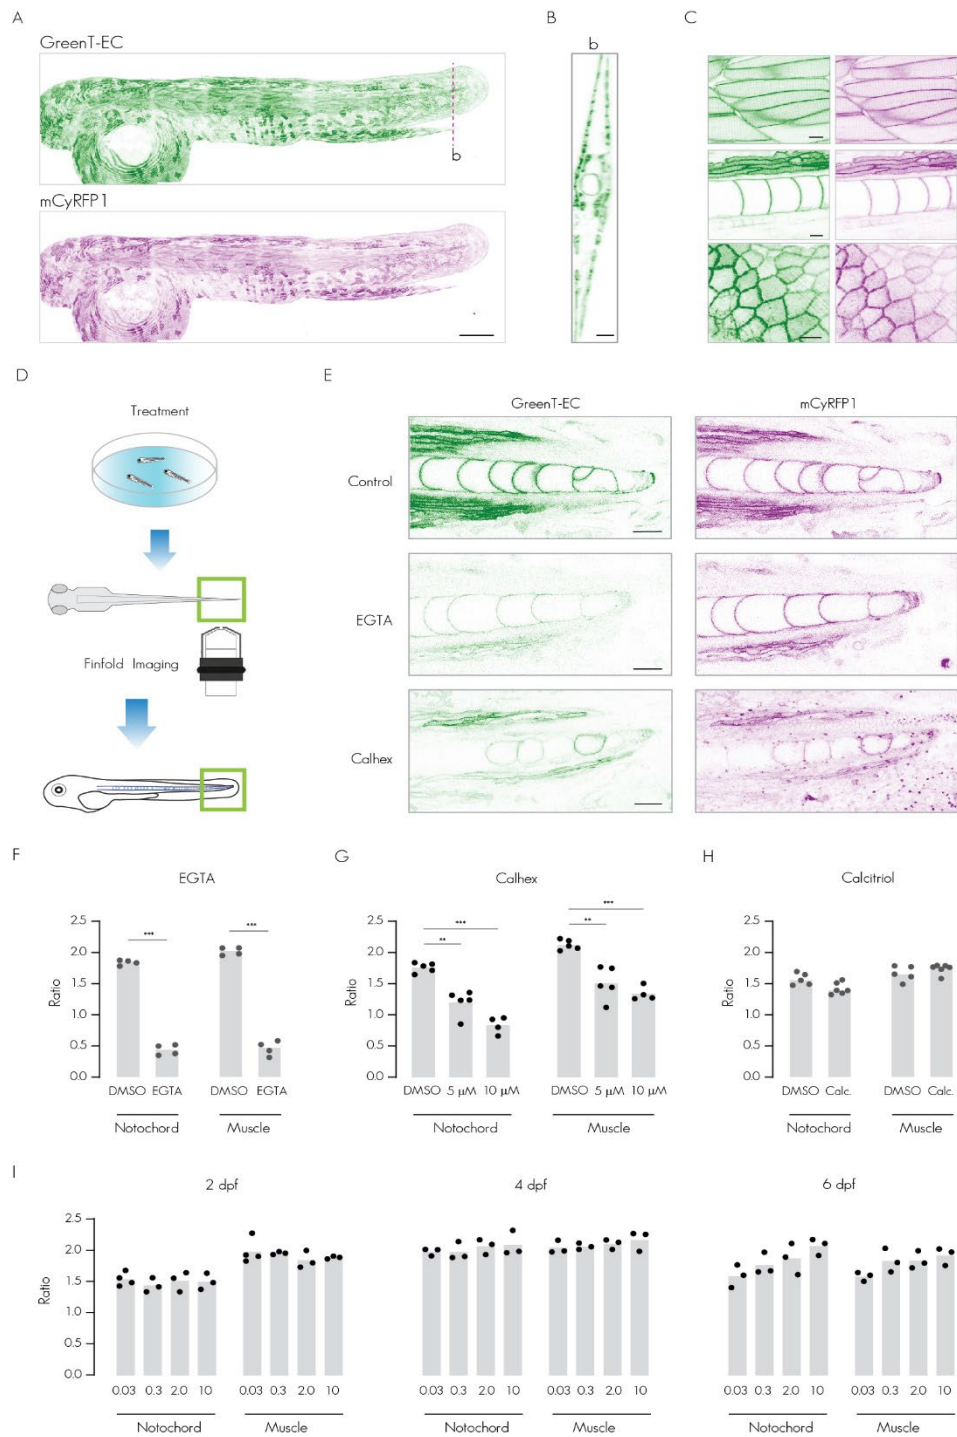 A
B
C
GreenT-EC
b
b
mCyRFP1
D
E
Treatment
GreenT-EC
mCyRFP1
Control
EGTA
Finfold Imaging
Calhex
F
G
H
EGTA
Calhex
Calcitriol
2.5
2.0
1.5
1.0
0.5
0.0
Ratio
***
***
DMSO EGTA DMSO EGTA
Notochord Muscle
2.5
2.0
1.5
1.0
0.5
0.0
Ratio
***
**
***
**
DMSO 5 μM 10 μM DMSO 5 μM 10 μM
Notochord Muscle
2.5
2.0
1.5
1.0
0.5
0.0
Ratio
DMSO Calc. DMSO Calc.
Notochord Muscle
I
2 dpf 4 dpf 6 dpf
2.5
2.0
1.5
1.0
0.5
0.0
Ratio
0.03 0.3 2.0 10 0.03 0.3 2.0 10 0.03 0.3 2.0 10 0.03 0.3 2.0 10 0.03 0.3 2.0 10 0.03 0.3 2.0 10
Notochord Muscle Notochord Muscle Notochord Muscle